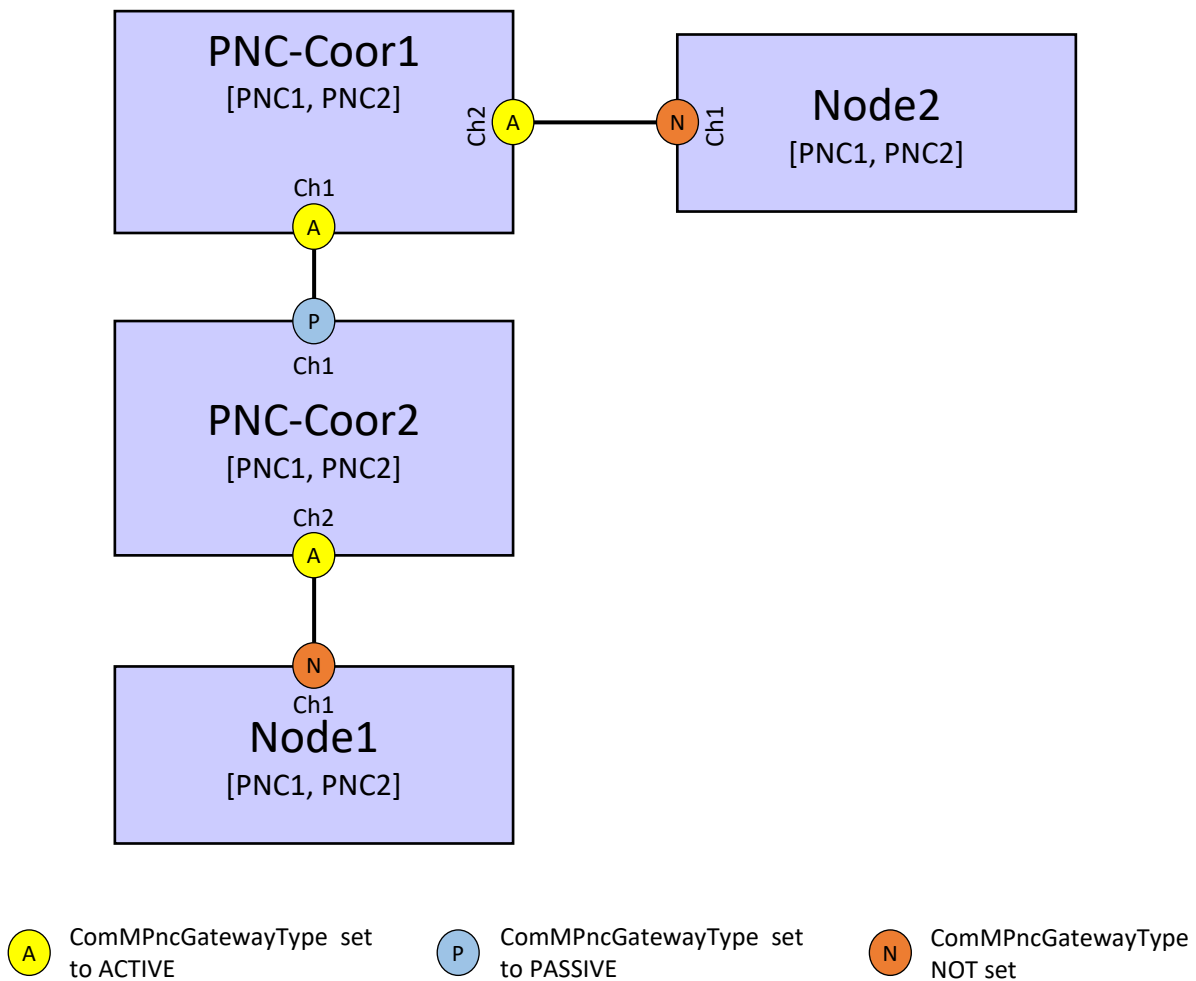 PNC-Coor1
[PNC1, PNC2]
Ch2
A
N
Ch1
Node2
[PNC1, PNC2]
Ch1
A
P
Ch1
PNC-Coor2
[PNC1, PNC2]
Ch2
A
N
Ch1
Node1
[PNC1, PNC2]
A
ComMPncGatewayType set
to ACTIVE
P
ComMPncGatewayType set
to PASSIVE
N
ComMPncGatewayType
NOT set